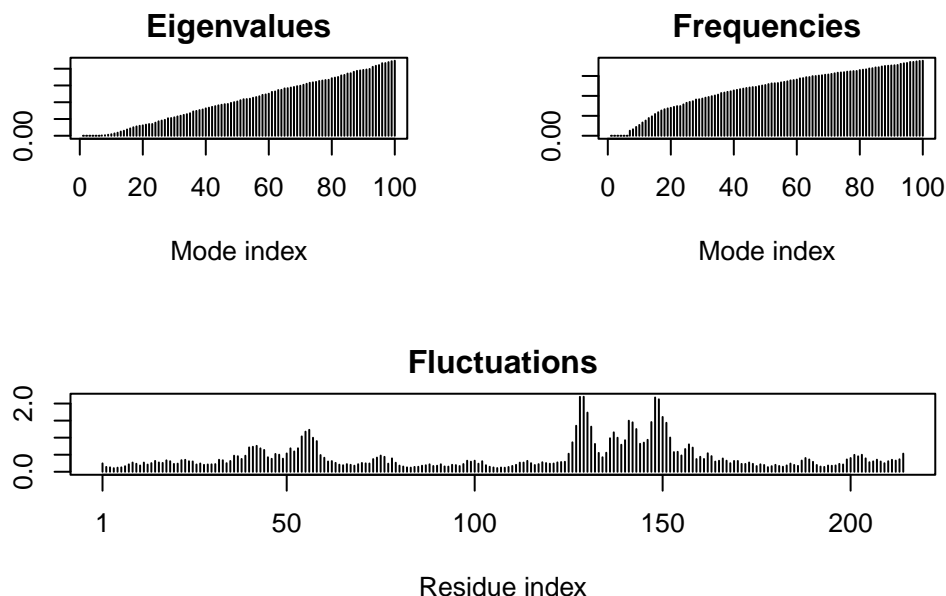 Eigenvalues
0.00
0 20 40 60 80 100
Mode index
Frequencies
0.00
0 20 40 60 80 100
Mode index
Fluctuations
2.0
0.0
1 50 100 150 200
Residue index